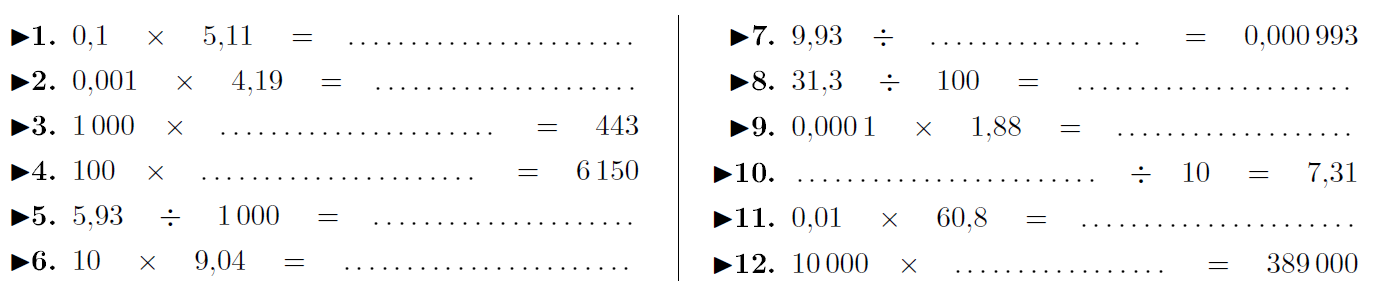 ▶1. 0,1 × 5,11 = .......................
▶2. 0,001 × 4,19 = .....................
▶3. 1 000 × ...................... = 443
▶4. 100 × ...................... = 6 150
▶5. 5,93 ÷ 1 000 = .....................
▶6. 10 × 9,04 = .......................
▶7. 9,93 ÷ ................. = 0,000 993
▶8. 31,3 ÷ 100 = ......................
▶9. 0,000 1 × 1,88 = ...................
▶10. ........................ ÷ 10 = 7,31
▶11. 0,01 × 60,8 = ......................
▶12. 10 000 × ................. = 389 000